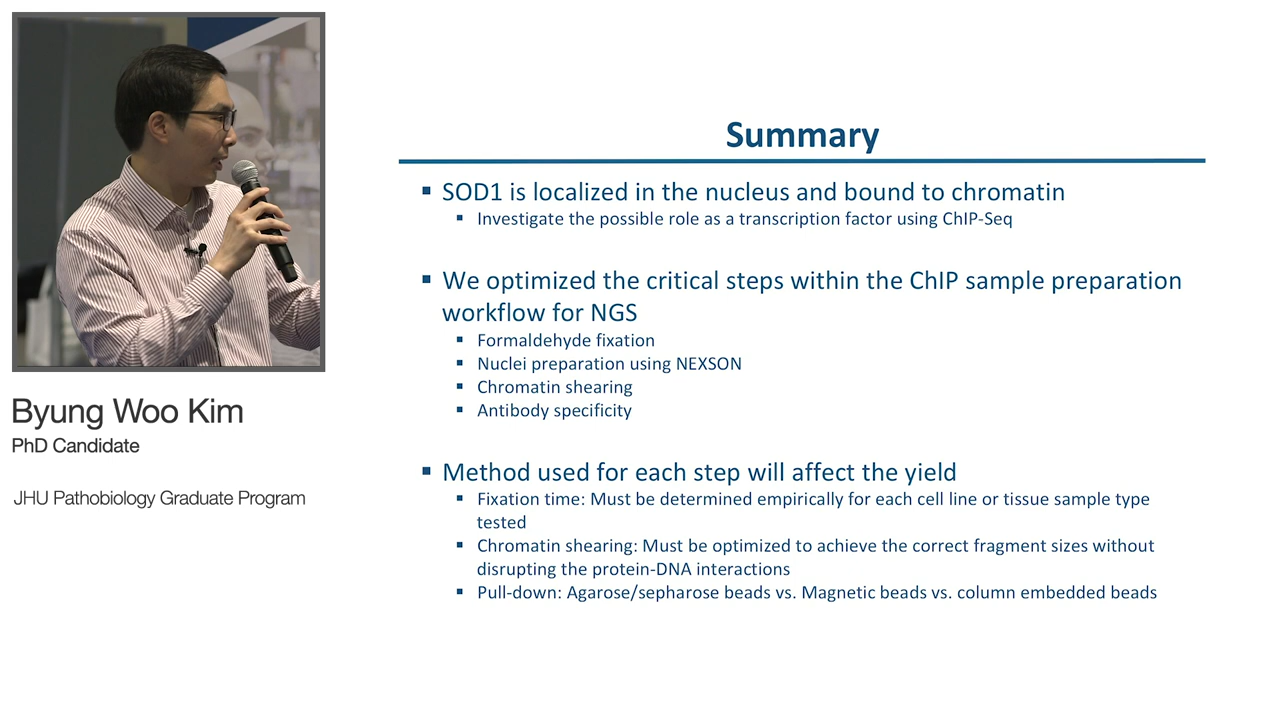 Summary
SOD1 is localized in the nucleus and bound to chromatin
Investigate the possible role as a transcription factor using ChIP-Seq
We optimized the critical steps within the ChIP sample preparation
workflow for NGS
Formaldehyde fixation
Nuclei preparation using NEXSON
Chromatin shearing
Antibody specificity
Method used for each step will affect the yield
Fixation time: Must be determined empirically for each cell line or tissue sample type
tested
Chromatin shearing: Must be optimized to achieve the correct fragment sizes without
disrupting the protein-DNA interactions
Pull-down: Agarose/sepharose beads vs. Magnetic beads vs. column embedded beads
Byung Woo Kim
PhD Candidate
JHU Pathobiology Graduate Program